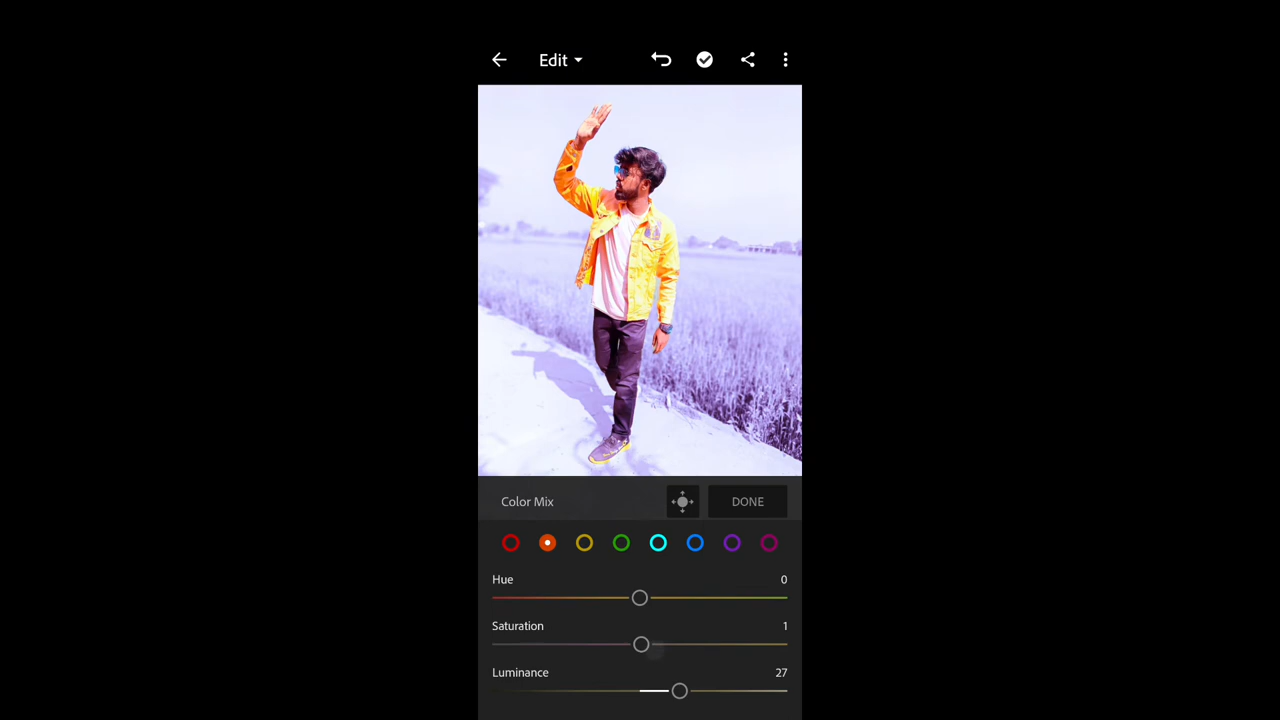 Edit
Color Mix
DONE
Hue 0
Saturation 1
Luminance 27